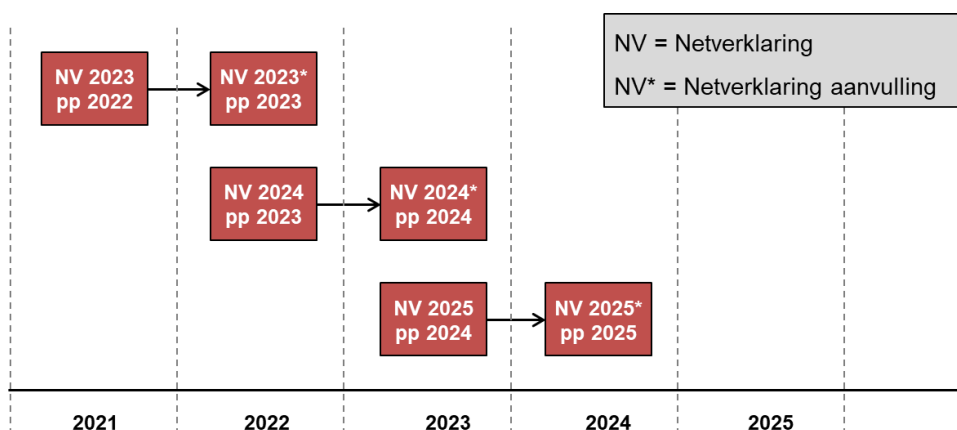 NV = Netverklaring
NV* = Netverklaring aanvulling
NV 2023
pp 2022
NV 2023*
pp 2023
NV 2024
pp 2023
NV 2024*
pp 2024
NV 2025
pp 2024
NV 2025*
pp 2025
2021
2022
2023
2024
2025